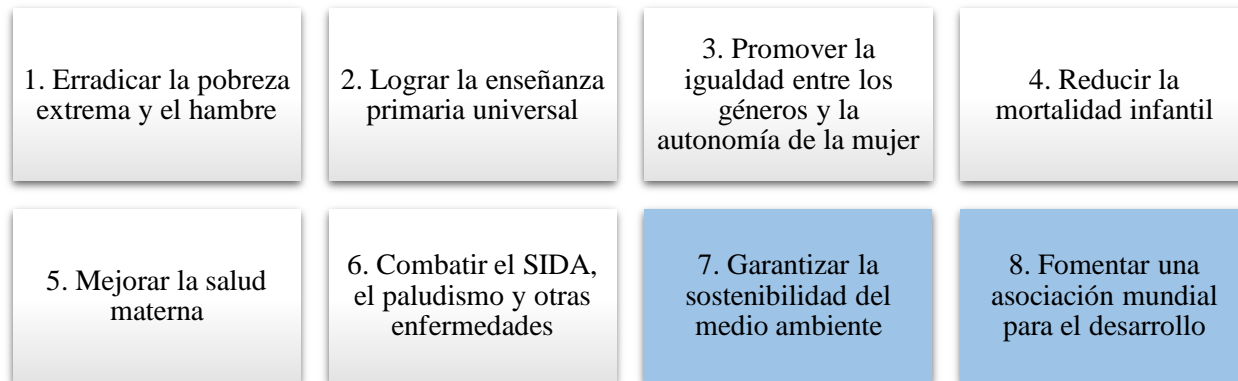 1. Erradicar la pobreza
extrema y el hambre
2. Lograr la enseñanza
primaria universal
3. Promover la
igualdad entre los
géneros y la
autonomía de la mujer
4. Reducir la
mortalidad infantil
5. Mejorar la salud
materna
6. Combatir el SIDA,
el paludismo y otras
enfermedades
7. Garantizar la
sostenibilidad del
medio ambiente
8. Fomentar una
asociación mundial
para el desarrollo